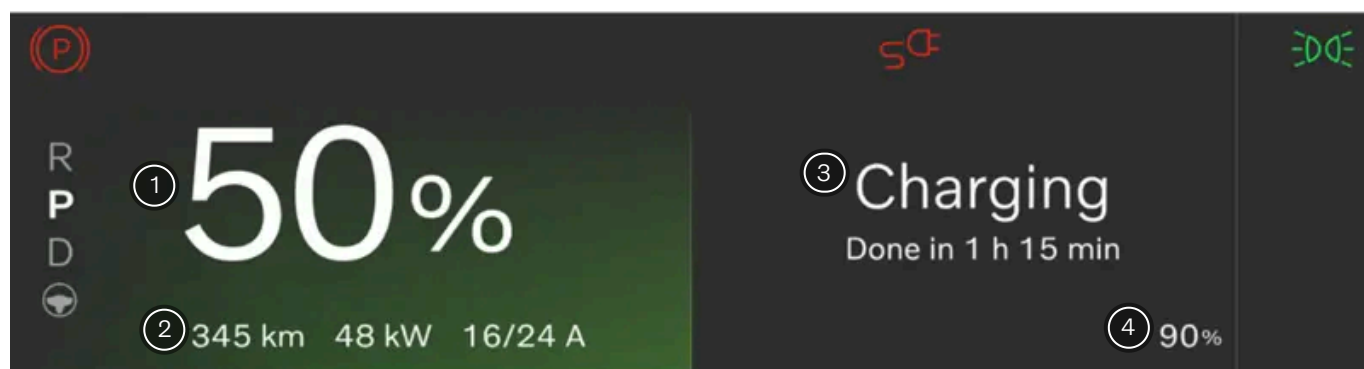 P
R
P
D
1 50%
2 345 km 48 kW 16/24 A
3 Charging
Done in 1 h 15 min
4 90%